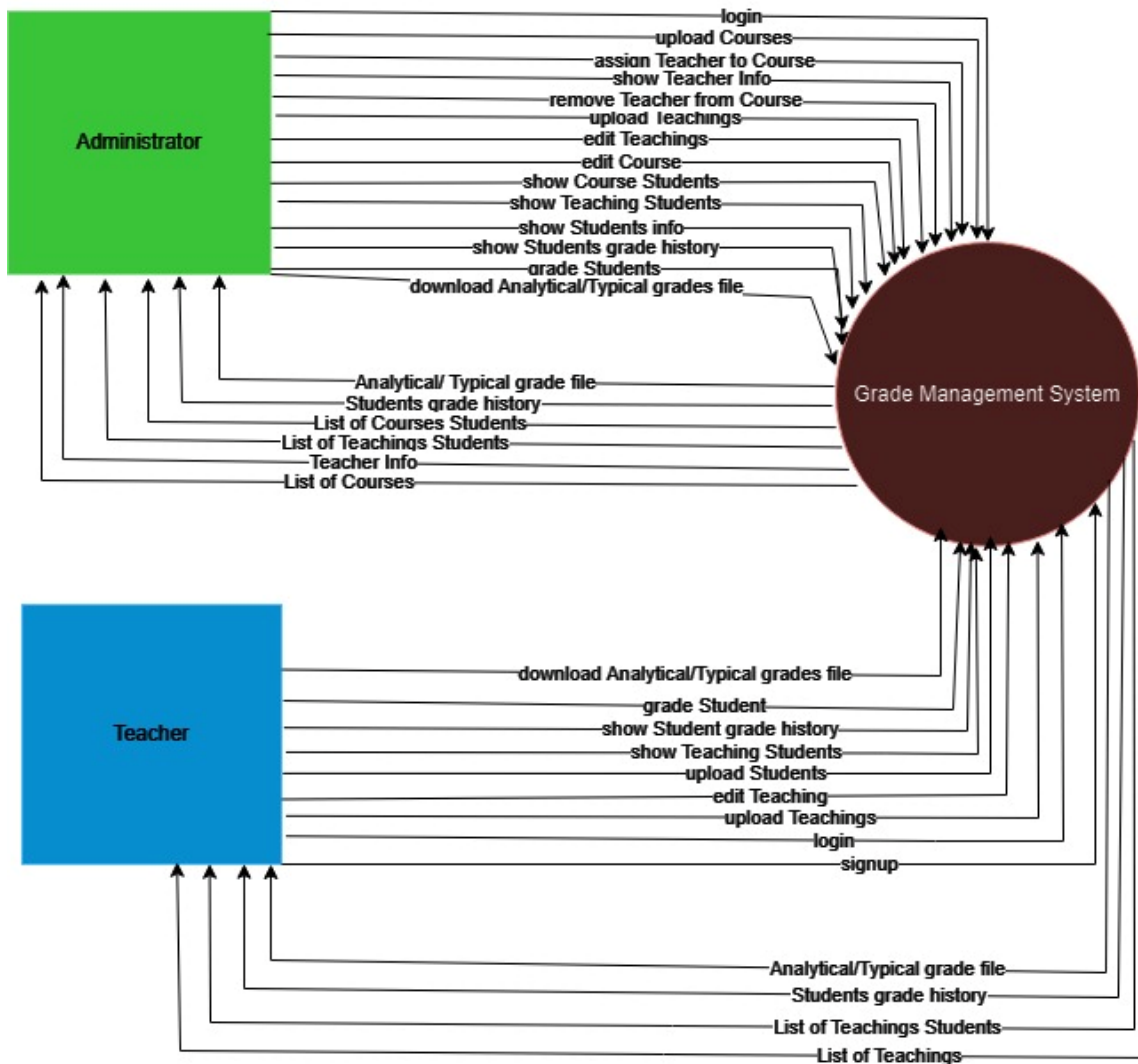 login
upload Courses
assign Teacher to Course
show Teacher Info
remove Teacher from Course
upload Teachings
edit Teachings
Administrator
edit Course
show Course Students
show Teaching Students
show Students info
show Students grade history
grade Students
download Analytical/Typical grades file
Analytical/ Typical grade file
Grade Management System
Students grade history
List of Courses Students
List of Teachings Students
Teacher Info
List of Courses
download Analytical/Typical grades file
grade Student
Teacher
show Student grade history
show Teaching Students
upload Students
edit Teaching
upload Teachings
login
signup
Analytical/Typical grade file
Students grade history
List of Teachings Students
List of Teachings